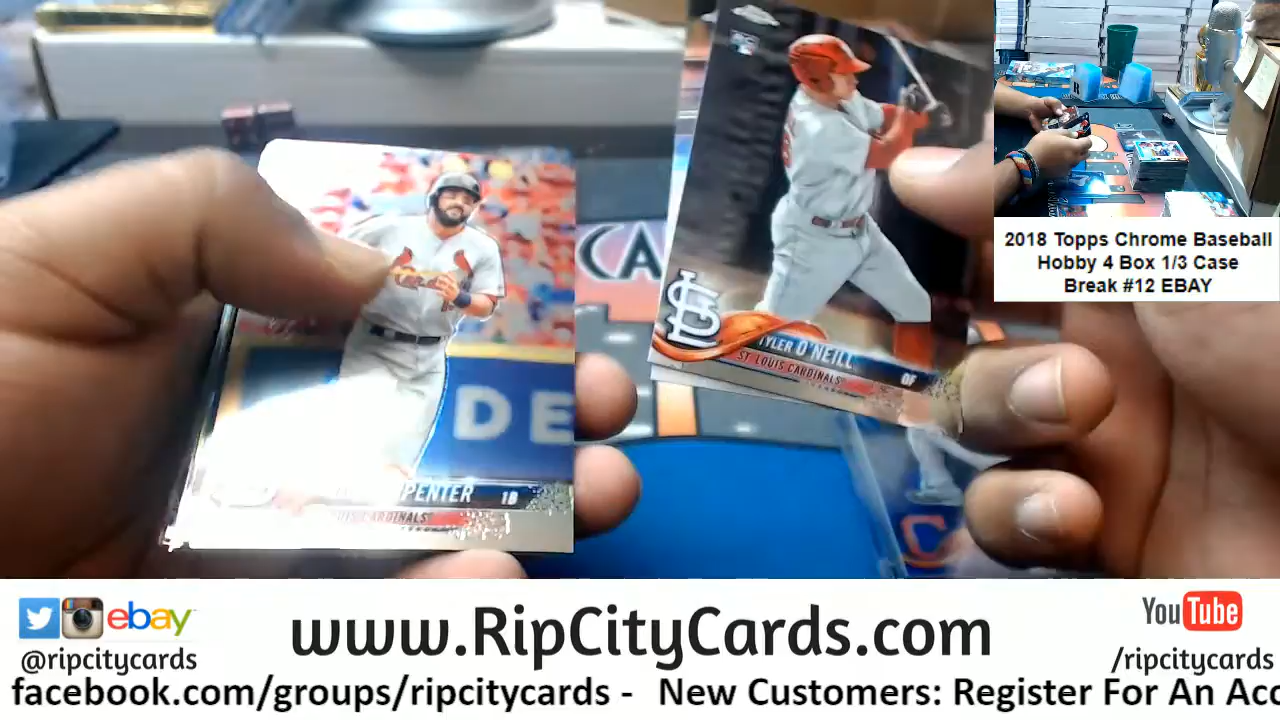 2018 Topps Chrome Baseball
Hobby 4 Box 1/3 Case
Break #12 EBAY
CA
DE
PENTER 1B
CARDINALS
TYLER O'NEILL OF
ST. LOUIS CARDINALS
C
ebay
www.RipCityCards.com
YouTube
@ripcitycards
/ripcitycards
facebook.com/groups/ripcitycards - New Customers: Register For An Acc